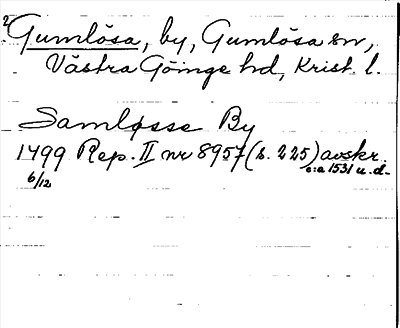 2 Gumlösa, by, Gumlösa sn,
Västra Göinge hd, Krist. l.
Samløsse By
1499 Rep. II nr 8957 (s. 225) avskr.
6/12 c:a 1531 u.d.